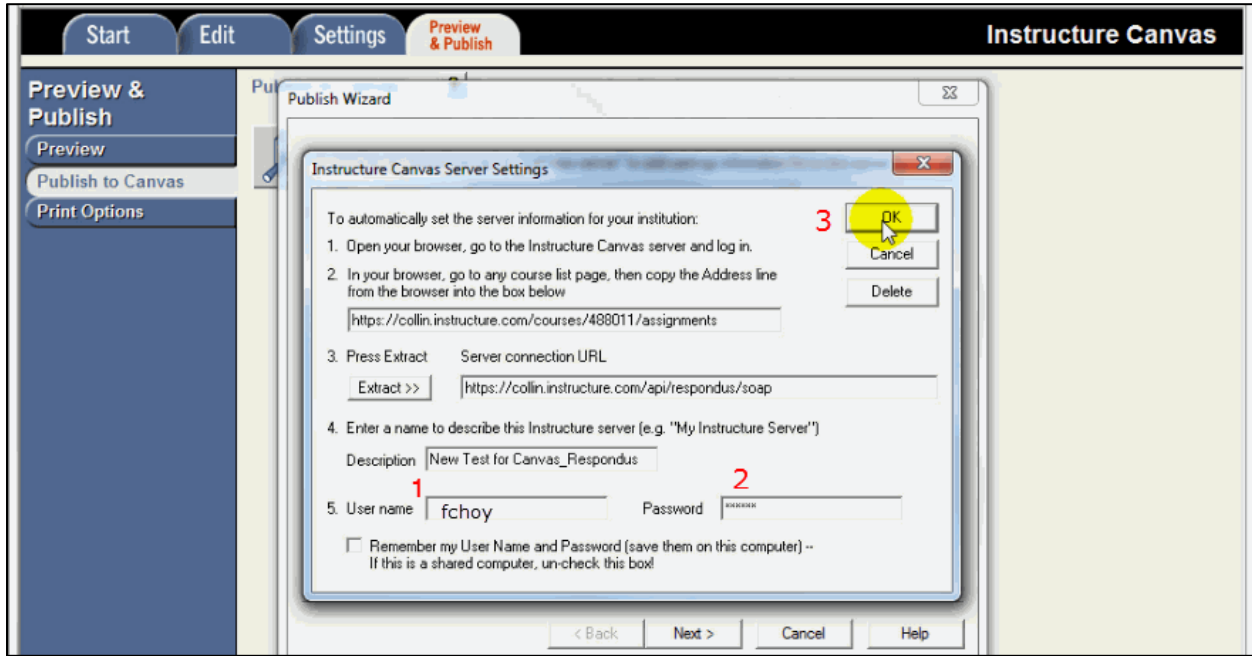 Start
Edit
Settings
Preview
& Publish
Instructure Canvas
Preview &
Publish
Preview
Publish to Canvas
Print Options
Publish Wizard
Instructure Canvas Server Settings
To automatically set the server information for your institution:
1. Open your browser, go to the Instructure Canvas server and log in.
2. In your browser, go to any course list page, then copy the Address line
from the browser into the box below
https://collin.instructure.com/courses/488011/assignments
3
OK
Cancel
Delete
3. Press Extract Server connection URL
Extract >> https://collin.instructure.com/api/respondus/soap
4. Enter a name to describe this Instructure server (e.g. "My Instructure Server")
Description New Test for Canvas_Respondus
1 2
5. User name fchoy Password ******
Remember my User Name and Password (save them on this computer) --
If this is a shared computer, un-check this box!
< Back Next > Cancel Help